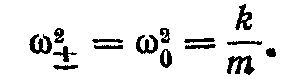 ω²± = ω²₀ = k/m.